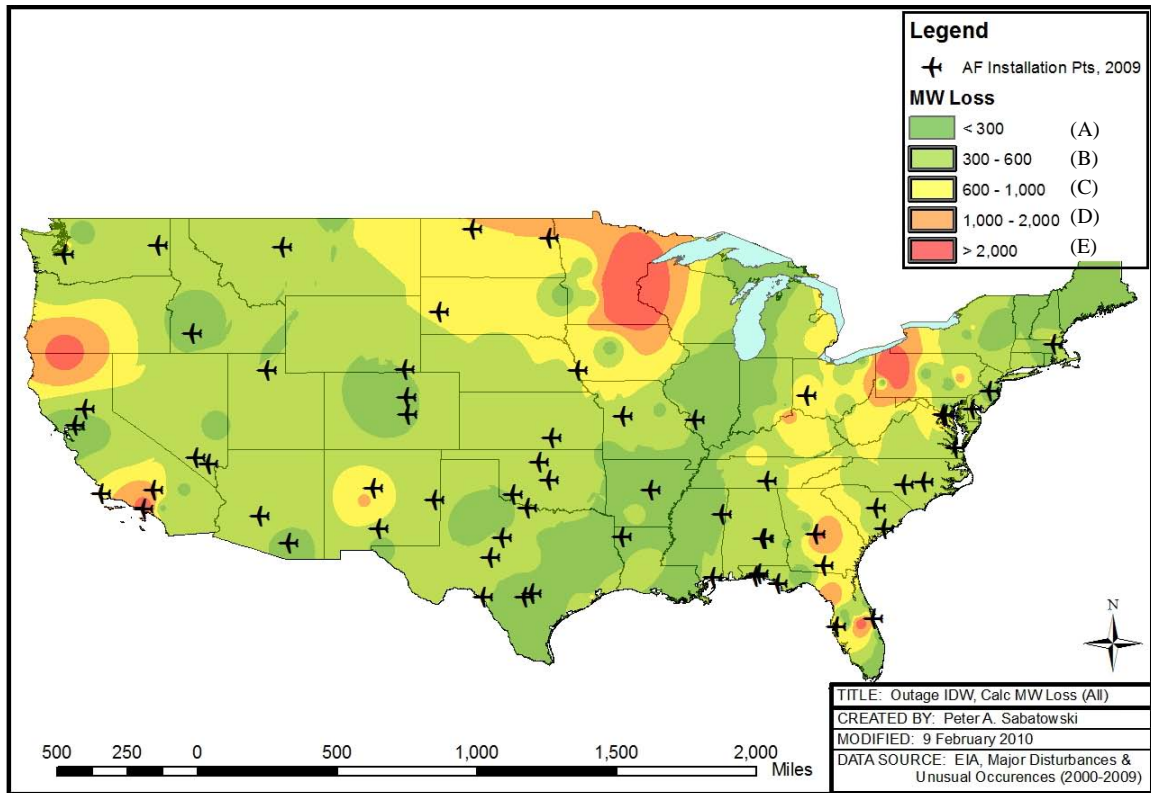 Legend
AF Installation Pts, 2009
MW Loss
< 300 (A)
300 - 600 (B)
600 - 1,000 (C)
1,000 - 2,000 (D)
> 2,000 (E)
N
500 250 0 500 1,000 1,500 2,000
Miles
TITLE: Outage IDW, Calc MW Loss (All)
CREATED BY: Peter A. Sabatowski
MODIFIED: 9 February 2010
DATA SOURCE: EIA, Major Disturbances &
Unusual Occurences (2000-2009)